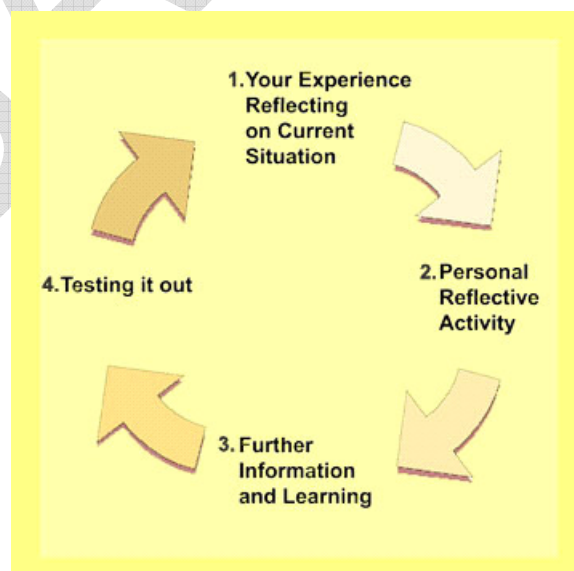 1.Your Experience
Reflecting
on Current
Situation
2.Personal
Reflective
Activity
3.Further
Information
and Learning
4.Testing it out